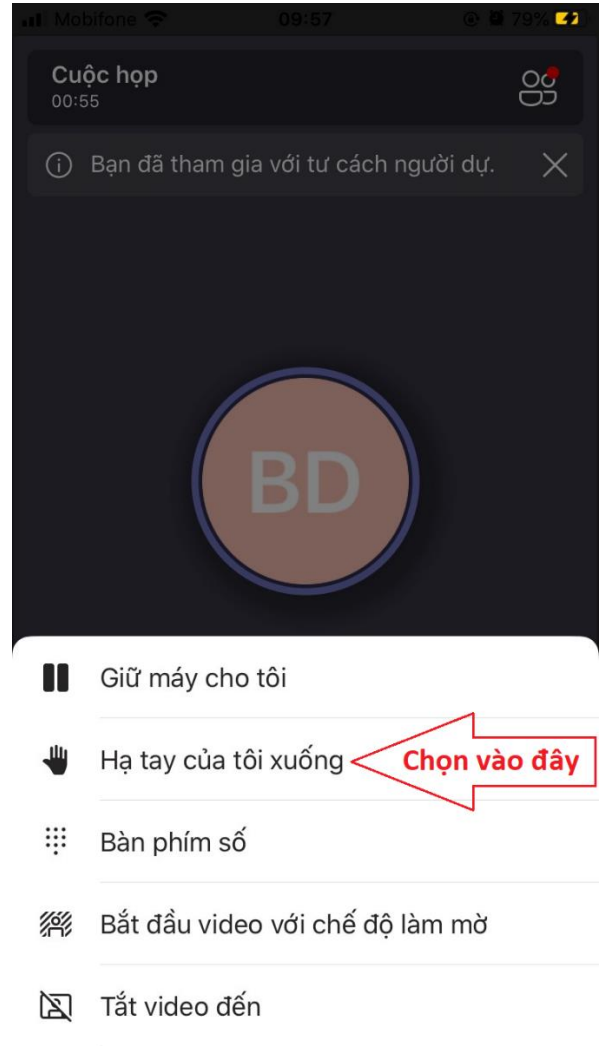 Mobifone 09:57 79%
Cuộc họp
00:55
Bạn đã tham gia với tư cách người dự.
BD
Giữ máy cho tôi
Hạ tay của tôi xuống Chọn vào đây
Bàn phím số
Bắt đầu video với chế độ làm mờ
Tắt video đến